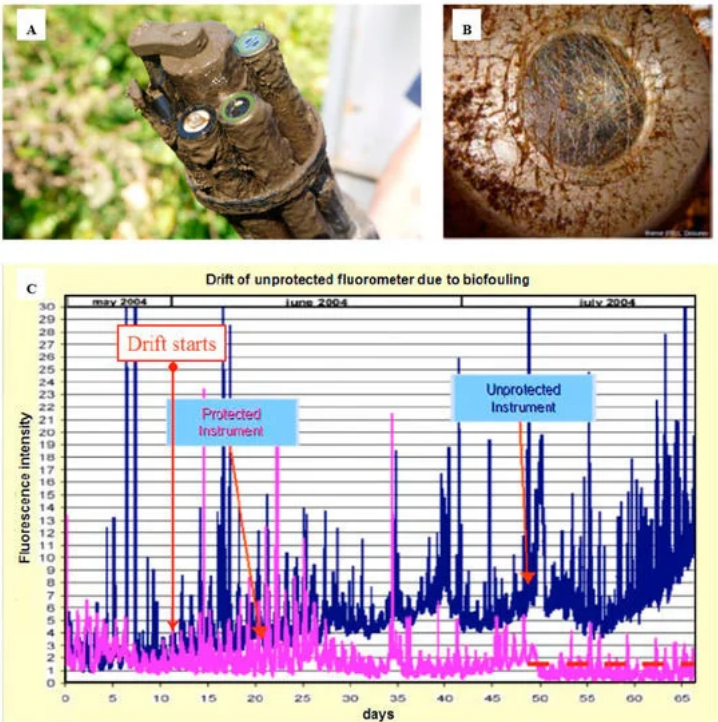 A
B
C
Drift of unprotected fluorometer due to biofouling
may 2004
june 2004
july 2004
30
29
28
27
26
25
24
23
22
21
20
19
18
17
16
15
14
13
12
11
10
9
8
7
6
5
4
3
2
1
0
Fluorescence intensity
Drift starts
Protected
Instrument
Unprotected
Instrument
0 5 10 15 20 25 30 35 40 45 50 55 60 65
days